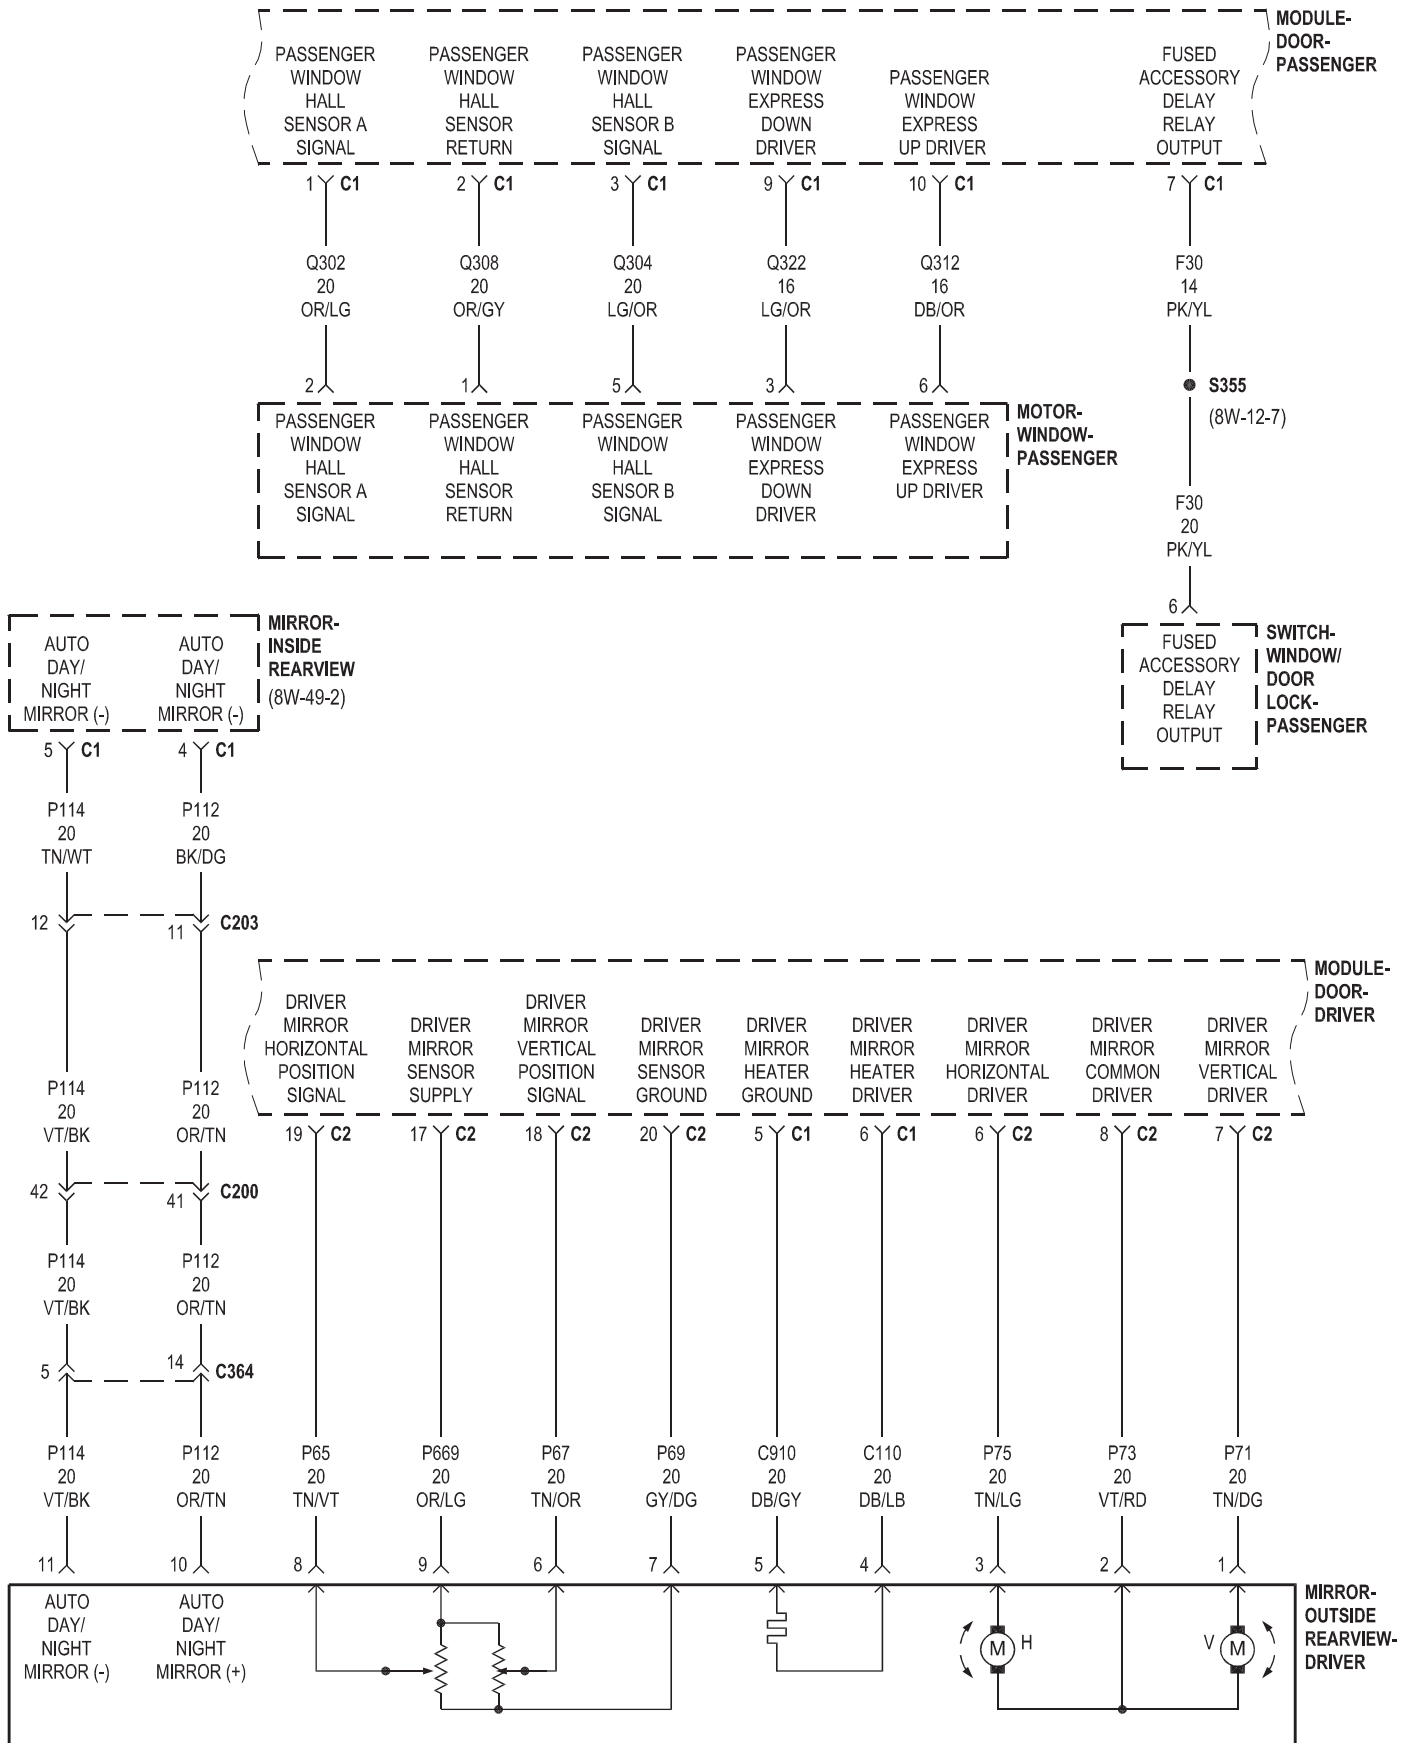 MODULE-
DOOR-
PASSENGER
PASSENGER
WINDOW
HALL
SENSOR A
SIGNAL
PASSENGER
WINDOW
HALL
SENSOR
RETURN
PASSENGER
WINDOW
HALL
SENSOR B
SIGNAL
PASSENGER
WINDOW
EXPRESS
DOWN
DRIVER
PASSENGER
WINDOW
EXPRESS
UP DRIVER
FUSED
ACCESSORY
DELAY
RELAY
OUTPUT
1 C1
2 C1
3 C1
9 C1
10 C1
7 C1
Q302
20
OR/LG
Q308
20
OR/GY
Q304
20
LG/OR
Q322
16
LG/OR
Q312
16
DB/OR
F30
14
PK/YL
2
1
5
3
6
S355
(8W-12-7)
PASSENGER
WINDOW
HALL
SENSOR A
SIGNAL
PASSENGER
WINDOW
HALL
SENSOR
RETURN
PASSENGER
WINDOW
HALL
SENSOR B
SIGNAL
PASSENGER
WINDOW
EXPRESS
DOWN
DRIVER
PASSENGER
WINDOW
EXPRESS
UP DRIVER
MOTOR-
WINDOW-
PASSENGER
F30
20
PK/YL
6
FUSED
ACCESSORY
DELAY
RELAY
OUTPUT
SWITCH-
WINDOW/
DOOR
LOCK-
PASSENGER
AUTO
DAY/
NIGHT
MIRROR (-)
AUTO
DAY/
NIGHT
MIRROR (-)
MIRROR-
INSIDE
REARVIEW
(8W-49-2)
5 C1
4 C1
P114
20
TN/WT
P112
20
BK/DG
12
11
C203
P114
20
VT/BK
P112
20
OR/TN
42
41
C200
P114
20
VT/BK
P112
20
OR/TN
5
14
C364
P114
20
VT/BK
P112
20
OR/TN
11
10
MODULE-
DOOR-
DRIVER
DRIVER
MIRROR
HORIZONTAL
POSITION
SIGNAL
DRIVER
MIRROR
SENSOR
SUPPLY
DRIVER
MIRROR
VERTICAL
POSITION
SIGNAL
DRIVER
MIRROR
SENSOR
GROUND
DRIVER
MIRROR
HEATER
GROUND
DRIVER
MIRROR
HEATER
DRIVER
DRIVER
MIRROR
HORIZONTAL
DRIVER
DRIVER
MIRROR
COMMON
DRIVER
DRIVER
MIRROR
VERTICAL
DRIVER
19 C2
17 C2
18 C2
20 C2
5 C1
6 C1
6 C2
8 C2
7 C2
P65
20
TN/VT
P669
20
OR/LG
P67
20
TN/OR
P69
20
GY/DG
C910
20
DB/GY
C110
20
DB/LB
P75
20
TN/LG
P73
20
VT/RD
P71
20
TN/DG
8
9
6
7
5
4
3
2
1
AUTO
DAY/
NIGHT
MIRROR (-)
AUTO
DAY/
NIGHT
MIRROR (+)
M H
V M
MIRROR-
OUTSIDE
REARVIEW-
DRIVER